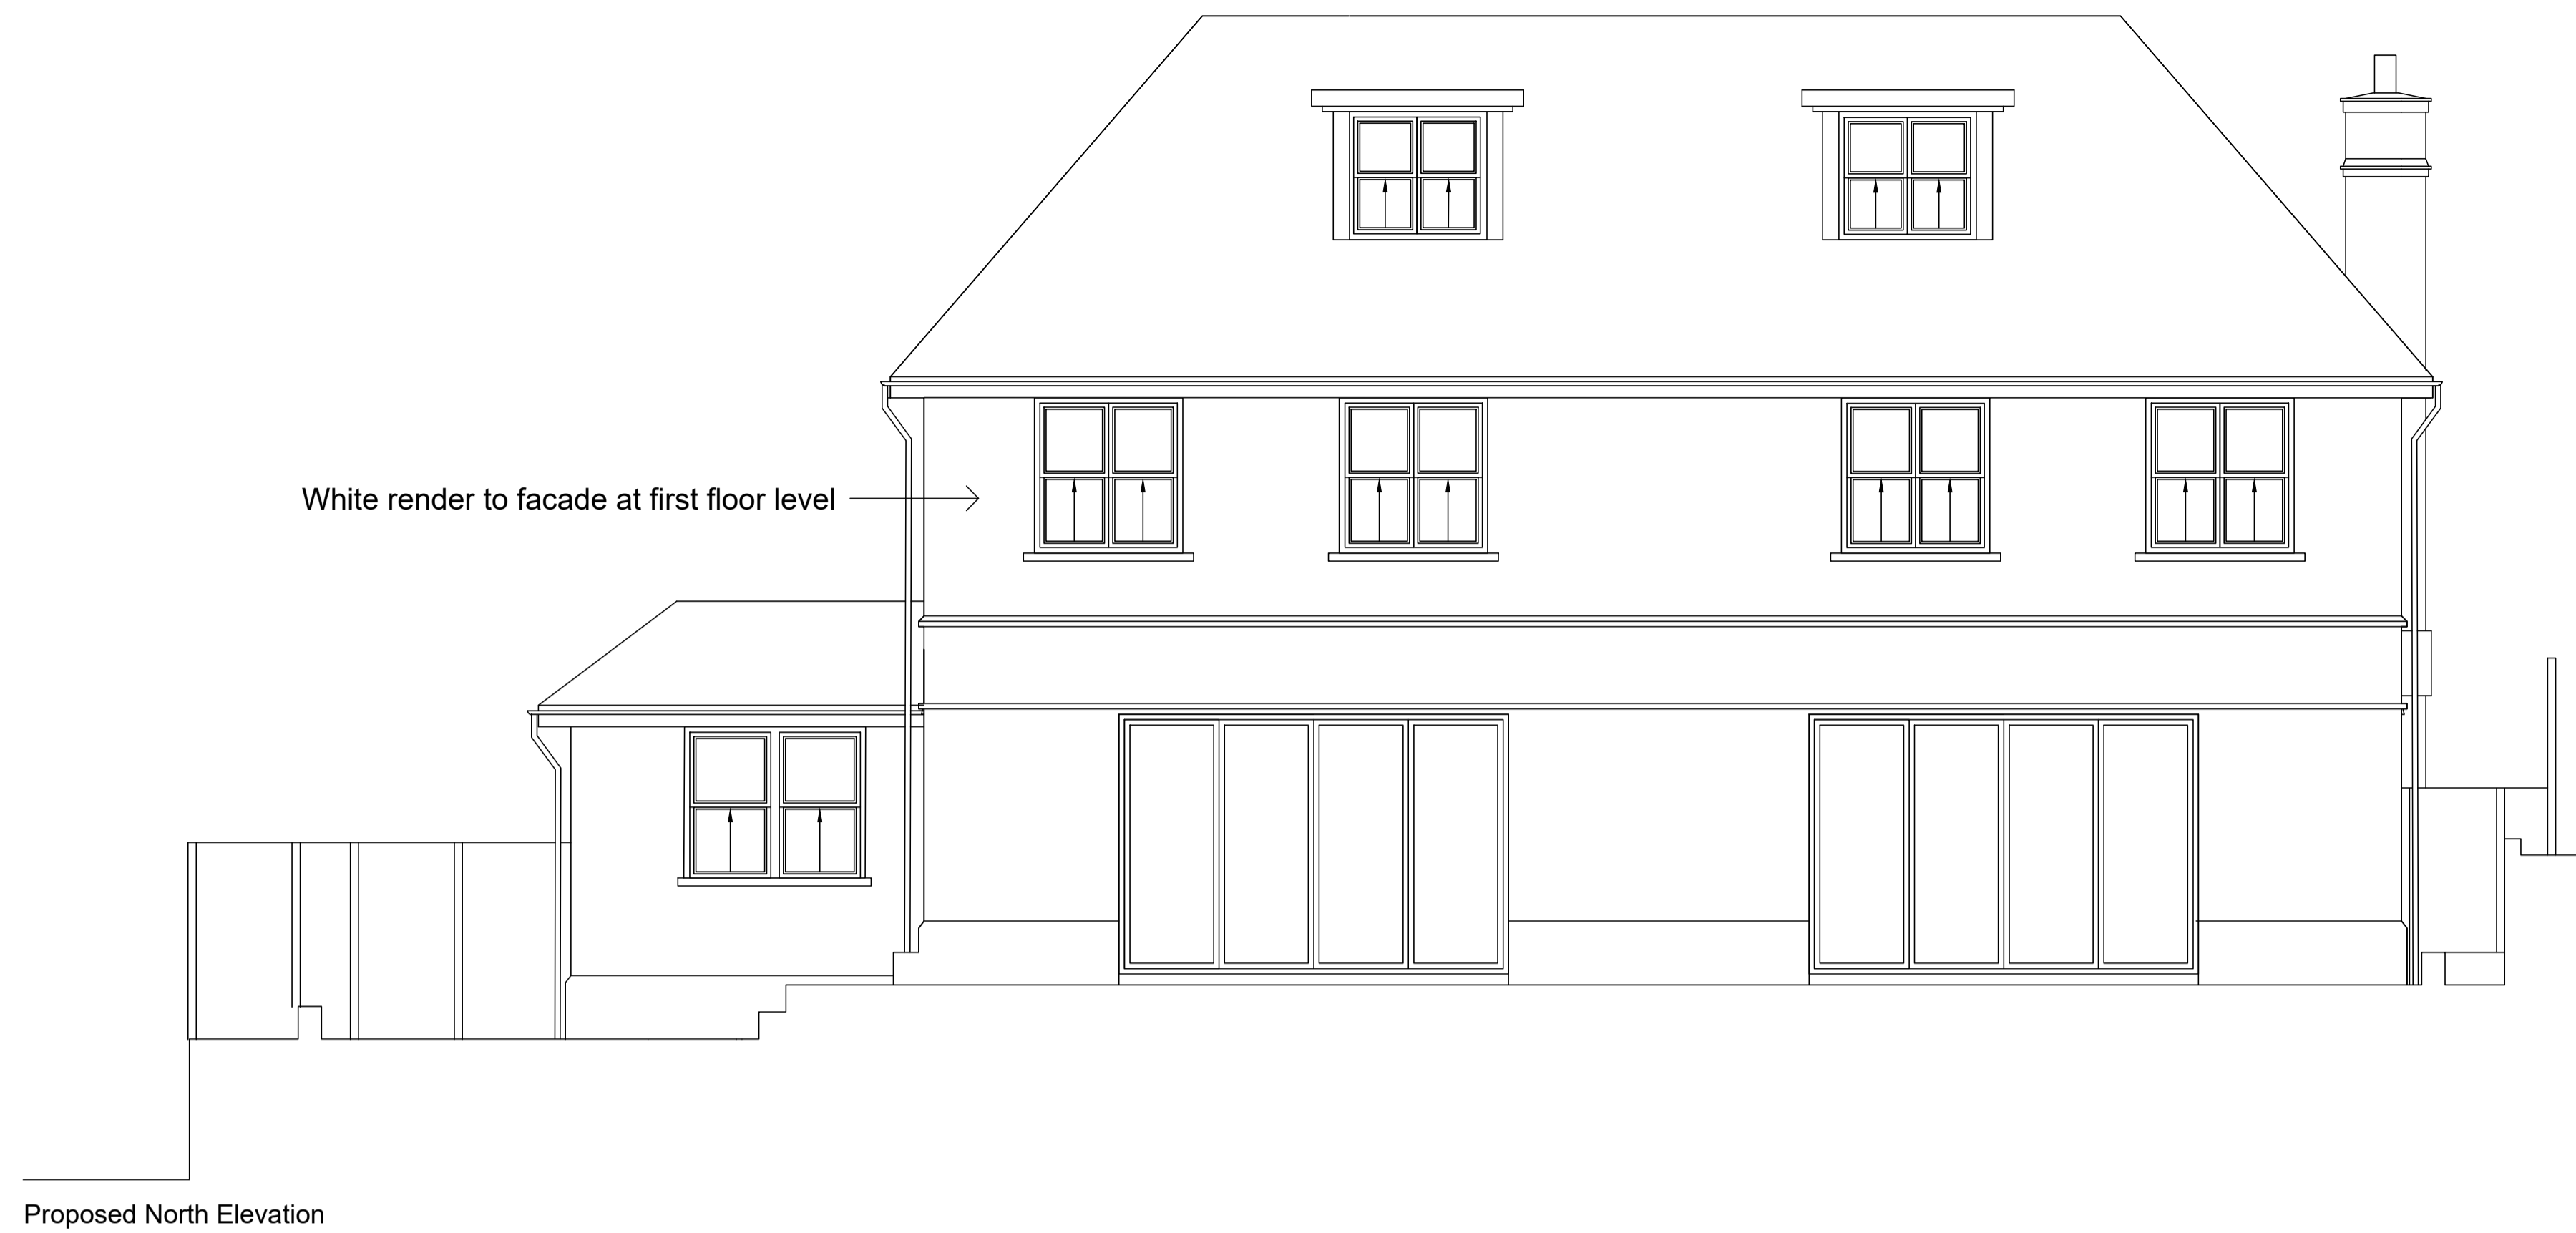 White render to facade at first floor level
Proposed North Elevation